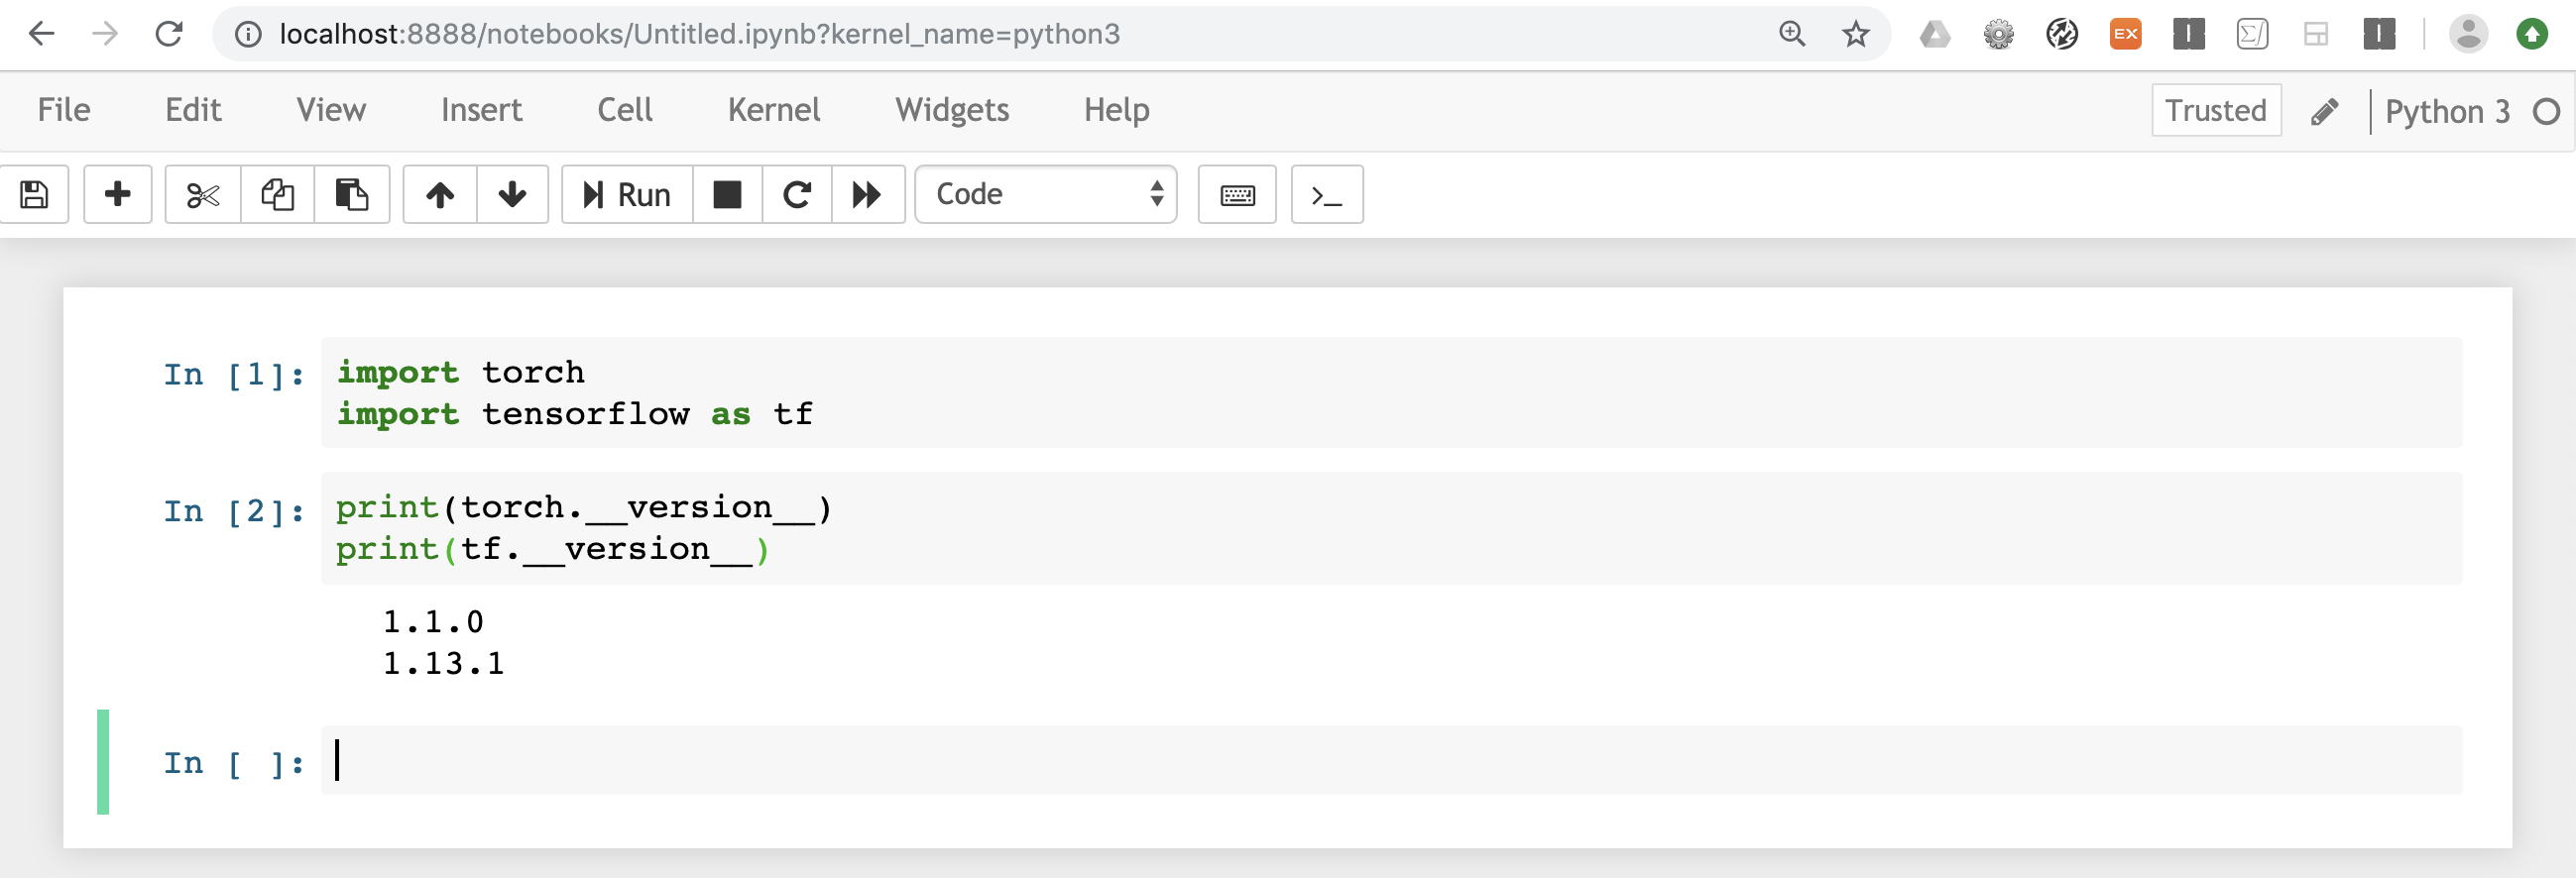 localhost:8888/notebooks/Untitled.ipynb?kernel_name=python3
EX
File Edit View Insert Cell Kernel Widgets Help Trusted Python 3
Run Code
In [1]: import torch
import tensorflow as tf
In [2]: print(torch.__version__)
print(tf.__version__)
1.1.0
1.13.1
In [ ]: